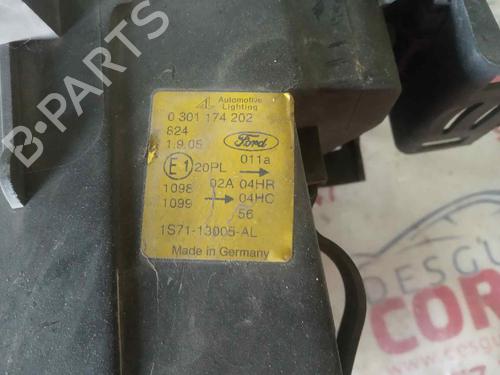 B-PARTS
Automotive
Lighting
0 301 174 202
824
1.9.05
Ford
011a
E1 20PL →
1098 02A 04HR
1099 → 04HC
56
1S71-13005-AL
Made in Germany
DESGU
COR